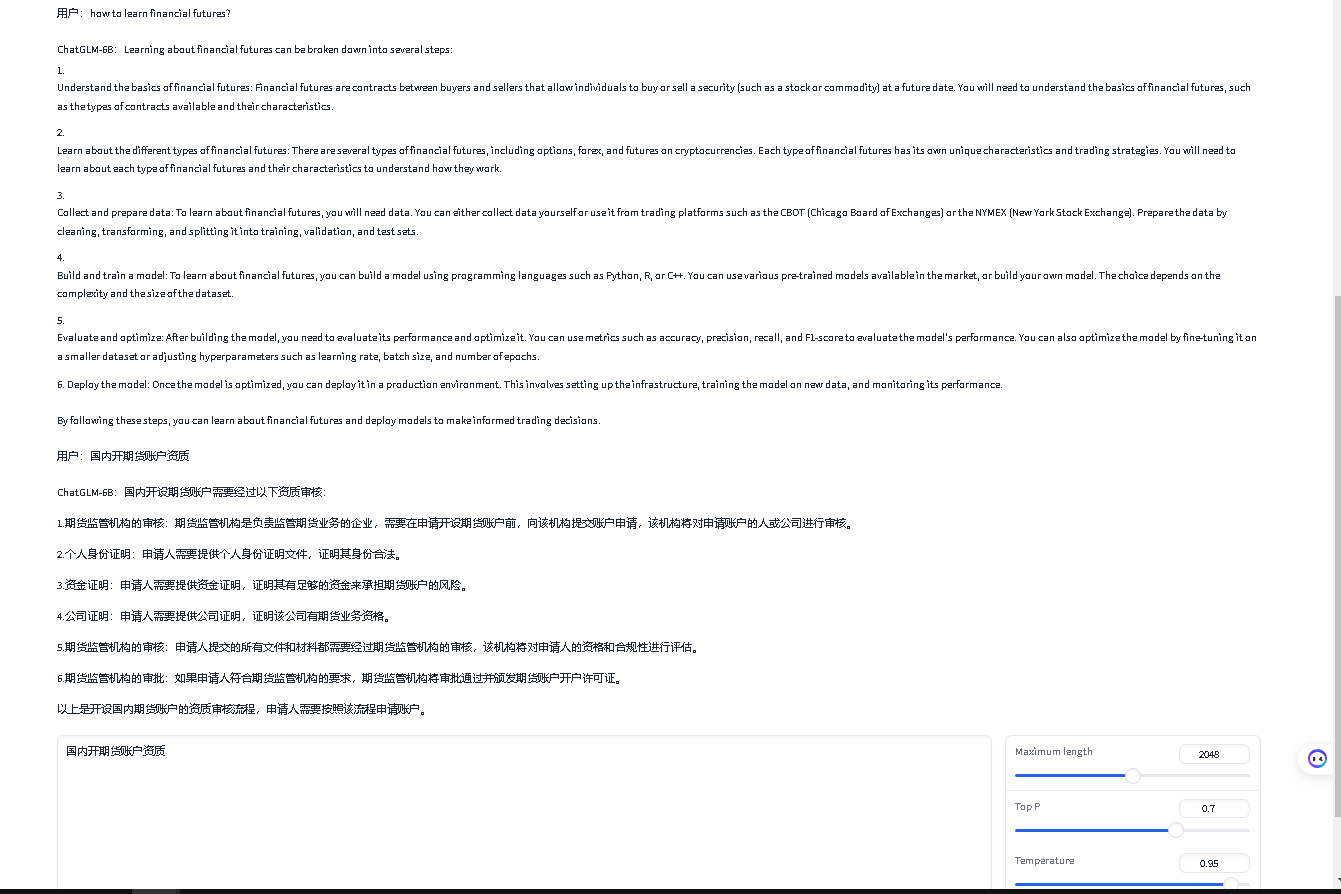 用户：how to learn financial futures?
ChatGLM-6B：Learning about financial futures can be broken down into several steps:
1.
Understand the basics of financial futures: Financial futures are contracts between buyers and sellers that allow individuals to buy or sell a security (such as a stock or commodity) at a future date. You will need to understand the basics of financial futures, such
as the types of contracts available and their characteristics.
2.
Learn about the different types of financial futures: There are several types of financial futures, including options, forex, and futures on cryptocurrencies. Each type of financial futures has its own unique characteristics and trading strategies. You will need to
learn about each type of financial futures and their characteristics to understand how they work.
3.
Collect and prepare data: To learn about financial futures, you will need data. You can either collect data yourself or use it from trading platforms such as the CBOT (Chicago Board of Exchanges) or the NYMEX (New York Stock Exchange). Prepare the data by
cleaning, transforming, and splitting it into training, validation, and test sets.
4.
Build and train a model: To learn about financial futures, you can build a model using programming languages such as Python, R, or C++. You can use various pre-trained models available in the market, or build your own model. The choice depends on the
complexity and the size of the dataset.
5.
Evaluate and optimize: After building the model, you need to evaluate its performance and optimize it. You can use metrics such as accuracy, precision, recall, and F1-score to evaluate the model's performance. You can also optimize the model by fine-tuning it on
a smaller dataset or adjusting hyperparameters such as learning rate, batch size, and number of epochs.
6. Deploy the model: Once the model is optimized, you can deploy it in a production environment. This involves setting up the infrastructure, training the model on new data, and monitoring its performance.
By following these steps, you can learn about financial futures and deploy models to make informed trading decisions.
用户：国内开期货账户资质
ChatGLM-6B：国内开设期货账户需要经过以下资质审核：
1.期货监管机构的审核：期货监管机构是负责监管期货业务的企业，需要在申请开设期货账户前，向该机构提交账户申请，该机构将对申请账户的人或公司进行审核。
2.个人身份证明：申请人需要提供个人身份证明文件，证明其身份合法。
3.资金证明：申请人需要提供资金证明，证明其有足够的资金来承担期货账户的风险。
4.公司证明：申请人需要提供公司证明，证明该公司有期货业务资格。
5.期货监管机构的审核：申请人提交的所有文件和材料都需要经过期货监管机构的审核，该机构将对申请人的资格和合规性进行评估。
6.期货监管机构的审批：如果申请人符合期货监管机构的要求，期货监管机构将审批通过并颁发期货账户开户许可证。
以上是开设国内期货账户的资质审核流程，申请人需要按照该流程申请账户。
国内开期货账户资质
Maximum length
2048
Top P
0.7
Temperature
0.95